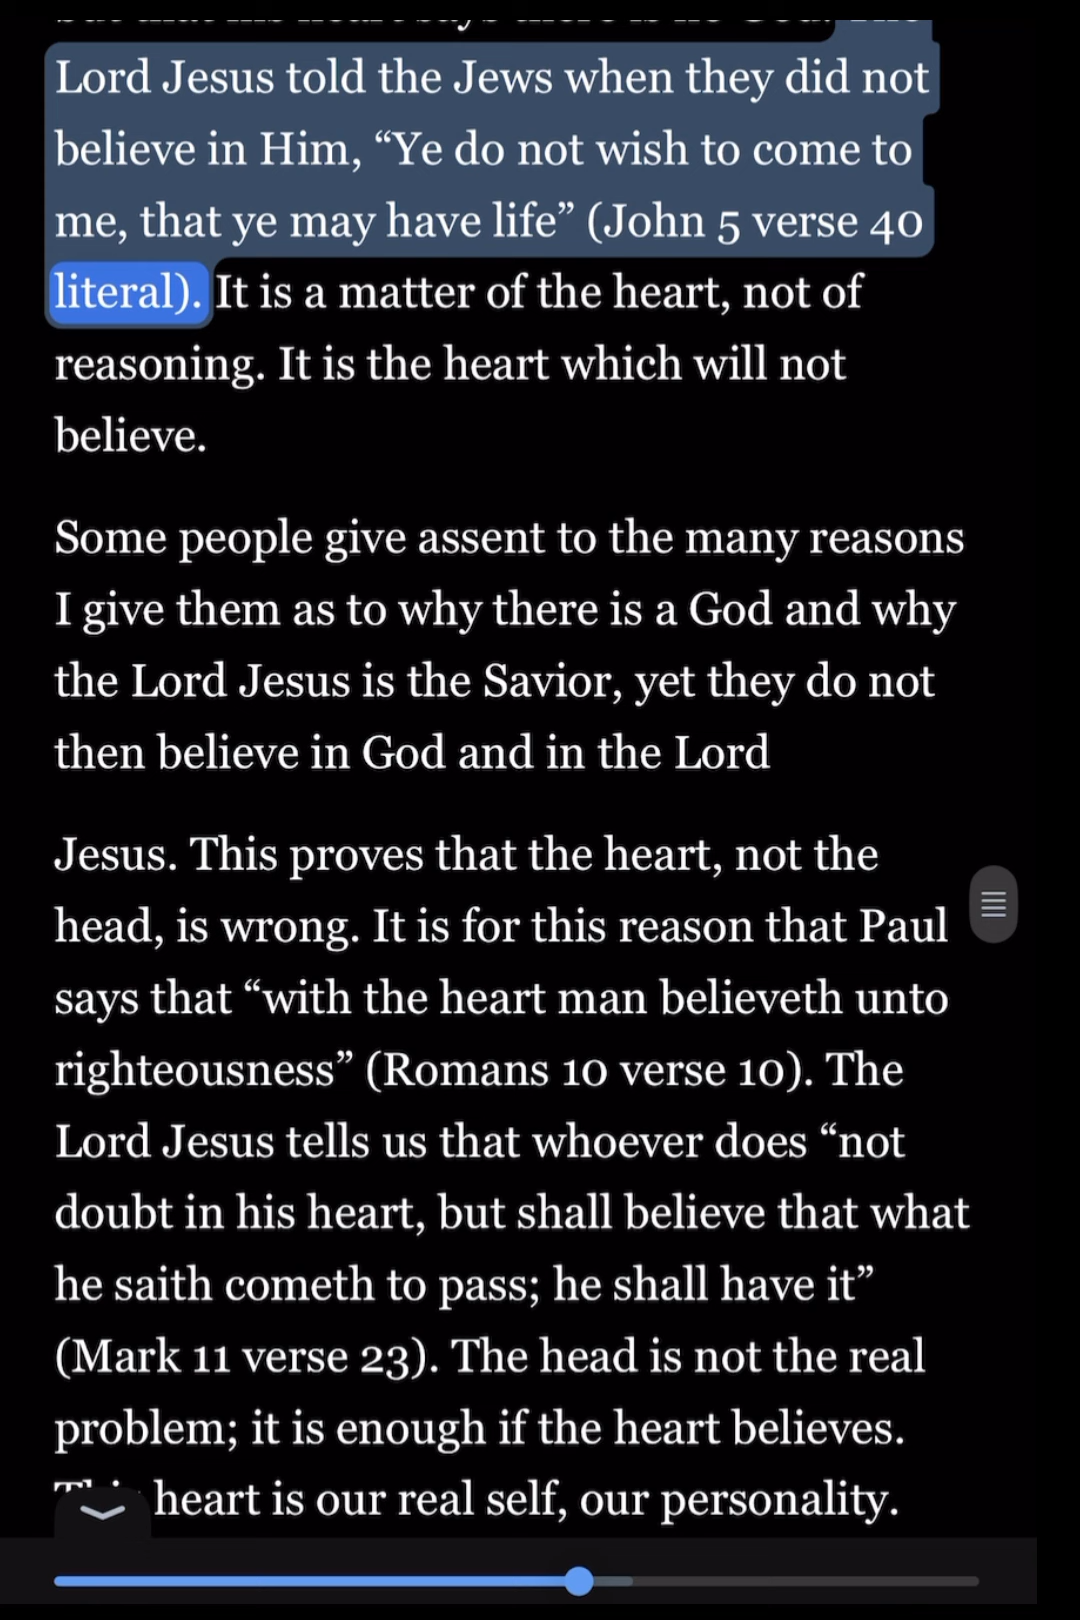 Lord Jesus told the Jews when they did not
believe in Him, “Ye do not wish to come to
me, that ye may have life” (John 5 verse 40
literal). It is a matter of the heart, not of
reasoning. It is the heart which will not
believe.
Some people give assent to the many reasons
I give them as to why there is a God and why
the Lord Jesus is the Savior, yet they do not
then believe in God and in the Lord
Jesus. This proves that the heart, not the
head, is wrong. It is for this reason that Paul
says that “with the heart man believeth unto
righteousness” (Romans 10 verse 10). The
Lord Jesus tells us that whoever does “not
doubt in his heart, but shall believe that what
he saith cometh to pass; he shall have it”
(Mark 11 verse 23). The head is not the real
problem; it is enough if the heart believes.
heart is our real self, our personality.